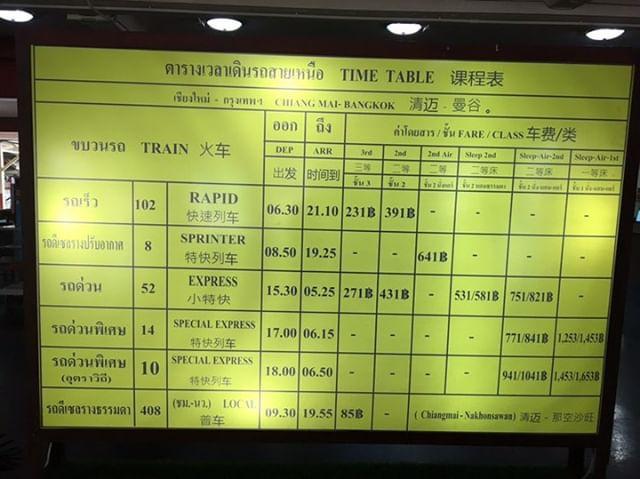 ตารางเวลาเดินรถสายเหนือ TIME TABLE 课程表
เชียงใหม่ - กรุงเทพฯ CHIANG MAI- BANGKOK 清迈 - 曼谷。
ขบวนรถ TRAIN 火车
ออก ถึง ค่าโดยสาร / ชั้น FARE / CLASS 车费/类
DEP ARR 3rd 2nd 2nd Air Sleep 2nd Sleep-Air-2nd Sleep-Air-1st
出发 时间到 三等 二等 二等 二等床 二等床 一等床
ชั้น 3 ชั้น 2
รถเร็ว 102 RAPID 快速列车 06.30 21.10 231฿ 391฿ - - - -
รถดีเซลรางปรับอากาศ 8 SPRINTER 特快列车 08.50 19.25 - - 641฿ - - -
รถด่วน 52 EXPRESS 小特快 15.30 05.25 271฿ 431฿ - 531/581฿ 751/821฿ -
รถด่วนพิเศษ 14 SPECIAL EXPRESS 特快列车 17.00 06.15 - - - - 771/841฿ 1,253/1,453฿
รถด่วนพิเศษ (อุตราวิถี) 10 SPECIAL EXPRESS 特快列车 18.00 06.50 - - - - 941/1041฿ 1,453/1,653฿
รถดีเซลรางธรรมดา 408 (ชม.-นว.) LOCAL 普车 09.30 19.55 85฿ - - ( Chiangmai - Nakhonsawan) 清迈 - 那空沙旺